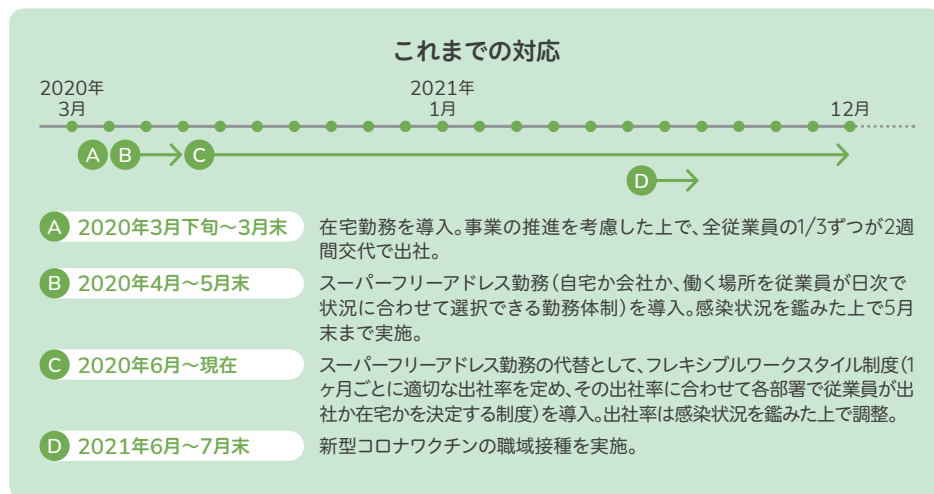 これまでの対応
2020年
3月
2021年
1月
12月
A
B
C
D
A 2020年3月下旬〜3月末
在宅勤務を導入。事業の推進を考慮した上で、全従業員の1/3ずつが2週
間交代で出社。
B 2020年4月〜5月末
スーパーフリーアドレス勤務（自宅か会社か、働く場所を従業員が日次で
状況に合わせて選択できる勤務体制）を導入。感染状況を鑑みた上で5月
末まで実施。
C 2020年6月〜現在
スーパーフリーアドレス勤務の代替として、フレキシブルワークスタイル制度（1
ヶ月ごとに適切な出社率を定め、その出社率に合わせて各部署で従業員が出
社か在宅かを決定する制度）を導入。出社率は感染状況を鑑みた上で調整。
D 2021年6月〜7月末
新型コロナワクチンの職域接種を実施。